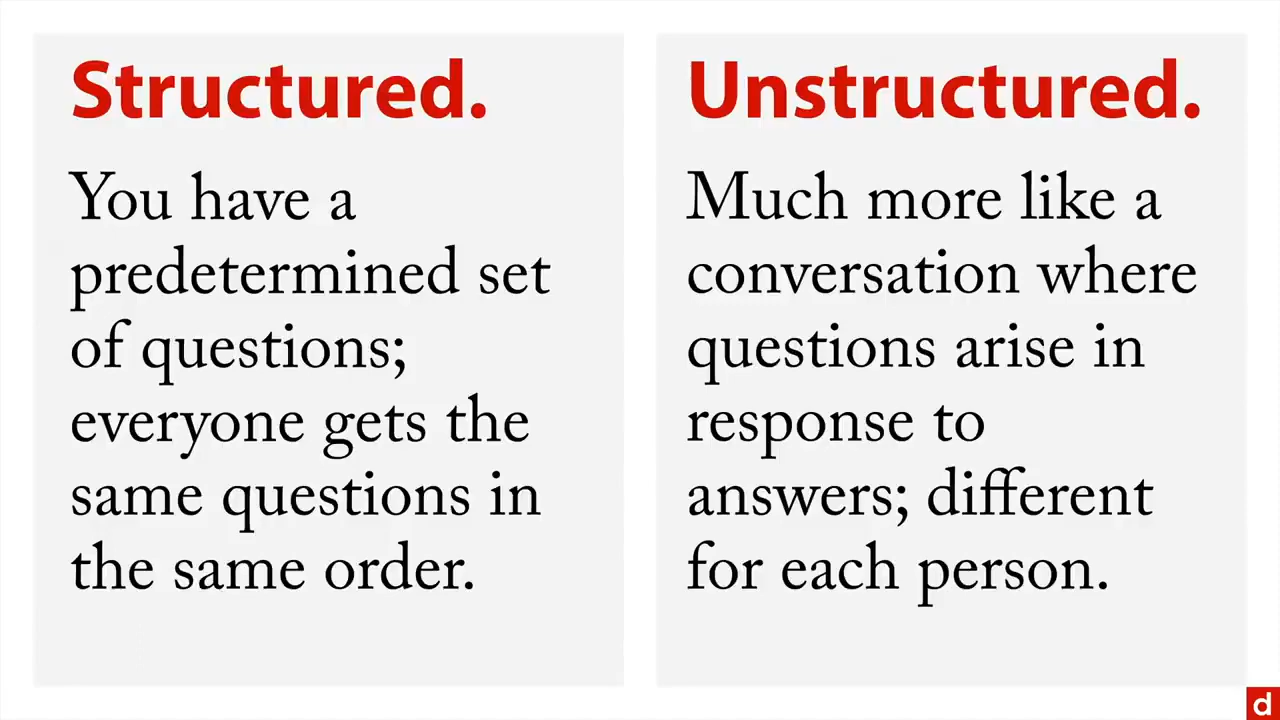 Structured.
You have a
predetermined set
of questions;
everyone gets the
same questions in
the same order.
Unstructured.
Much more like a
conversation where
questions arise in
response to
answers; different
for each person.
d